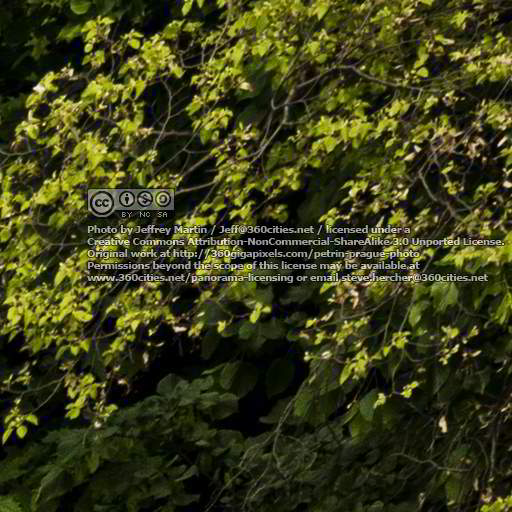 cc
BY NC SA
Photo by Jeffrey Martin / Jeff@360cities.net / licensed under a
Creative Commons Attribution-NonCommercial-ShareAlike 3.0 Unported License.
Original work at http://360gigapixels.com/petrin-prague-photo
Permissions beyond the scope of this license may be available at
www.360cities.net/panorama-licensing or email steve.hercher@360cities.net